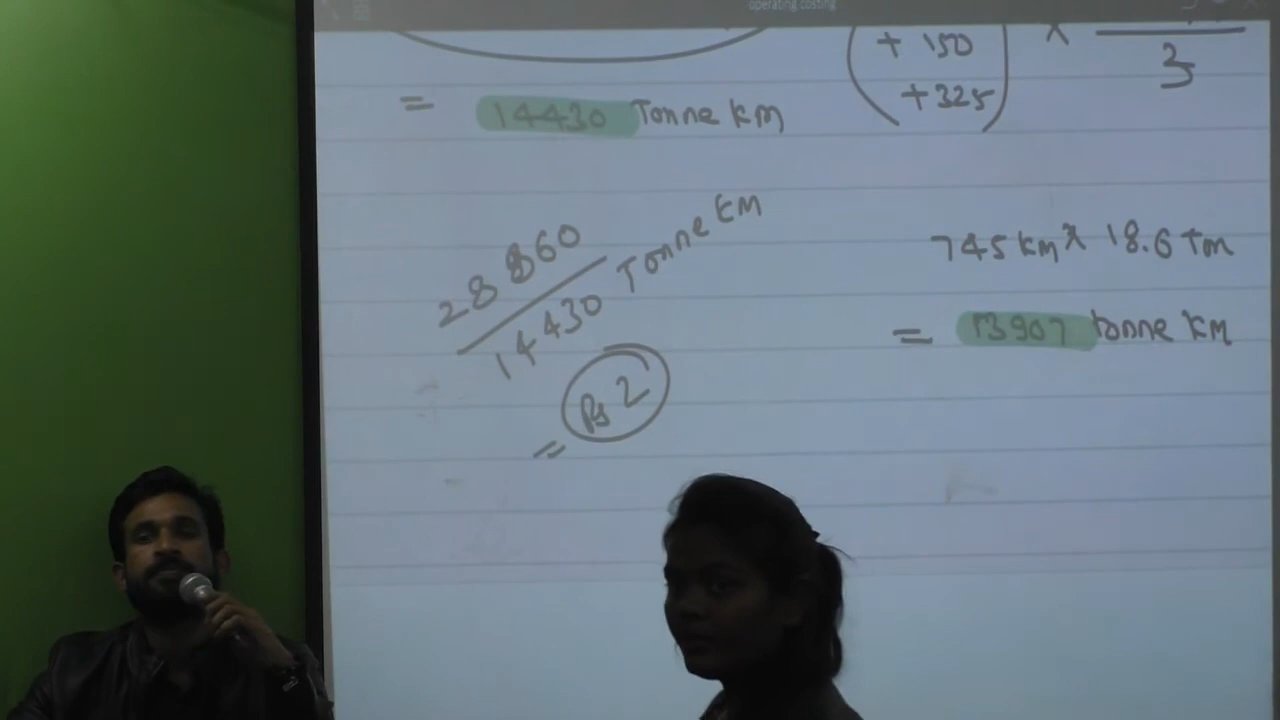 operating costing
+ 150
+ 325
×
3
= 14430 Tonne KM
28860
14430 Tonne KM
= Rs 2
745 km × 18.6 Ton
= 13907 tonne KM